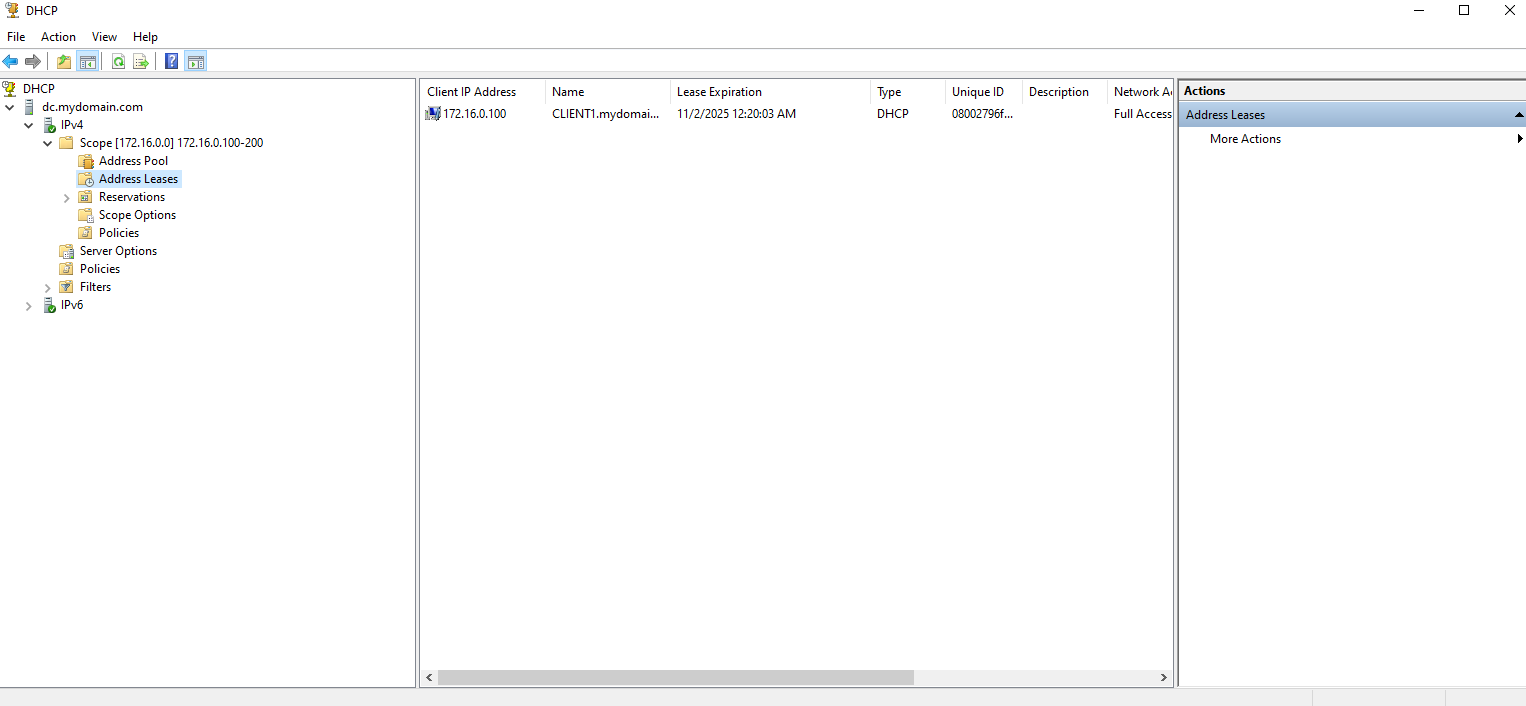 DHCP
File Action View Help
DHCP
dc.mydomain.com
IPv4
Scope [172.16.0.0] 172.16.0.100-200
Address Pool
Address Leases
Reservations
Scope Options
Policies
Server Options
Policies
Filters
IPv6
Client IP Address Name Lease Expiration Type Unique ID Description Network A
172.16.0.100 CLIENT1.mydomai... 11/2/2025 12:20:03 AM DHCP 08002796f... Full Access
Actions
Address Leases
More Actions